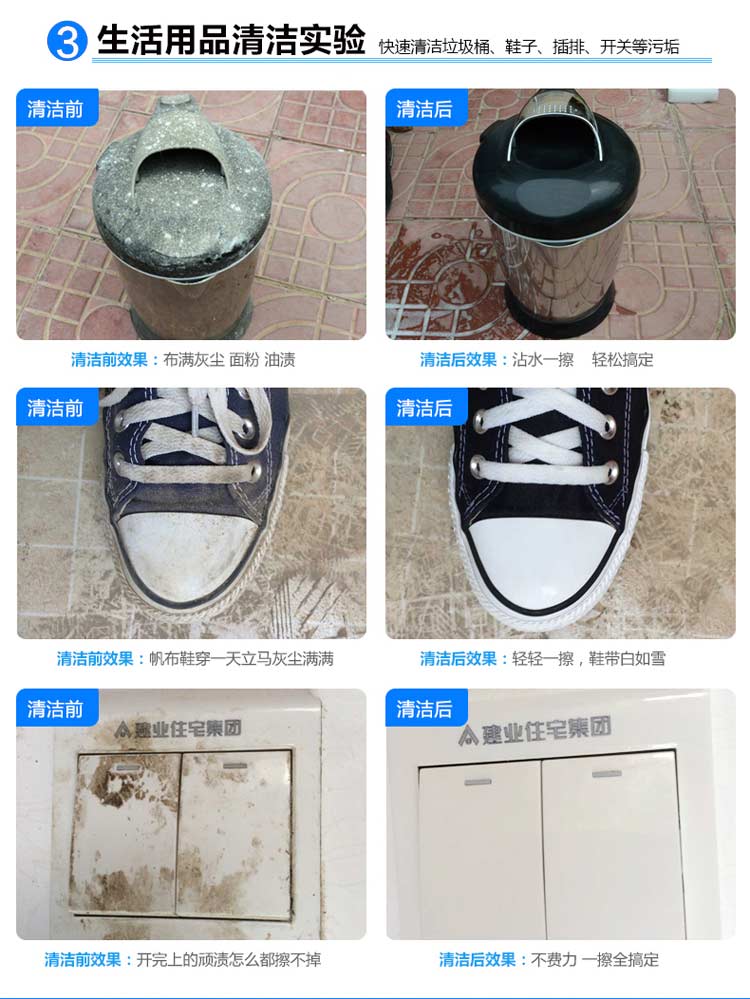 3 生活用品清洁实验 快速清洁垃圾桶、鞋子、插排、开关等污垢
清洁前
清洁后
清洁前效果：布满灰尘 面粉 油渍
清洁后效果：沾水一擦 轻松搞定
清洁前
清洁后
清洁前效果：帆布鞋穿一天立马灰尘满满
清洁后效果：轻轻一擦，鞋带白如雪
清洁前
清洁后
建业住宅集团
建业住宅集团
清洁前效果：开完上的顽渍怎么都擦不掉
清洁后效果：不费力 一擦全搞定